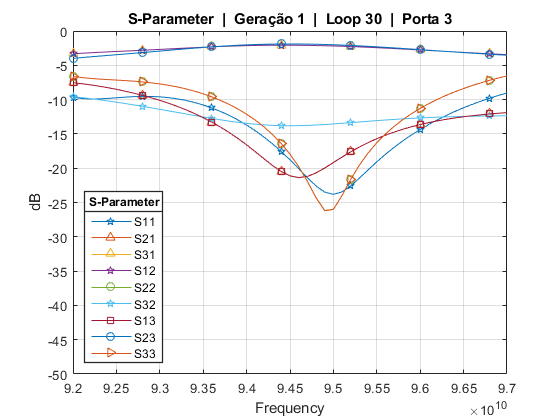 S-Parameter | Geração 1 | Loop 30 | Porta 3
0
-5
-10
-15
-20
-25
-30
-35
-40
-45
-50
dB
S-Parameter
S11
S21
S31
S12
S22
S32
S13
S23
S33
9.2 9.25 9.3 9.35 9.4 9.45 9.5 9.55 9.6 9.65 9.7
Frequency
×10^10